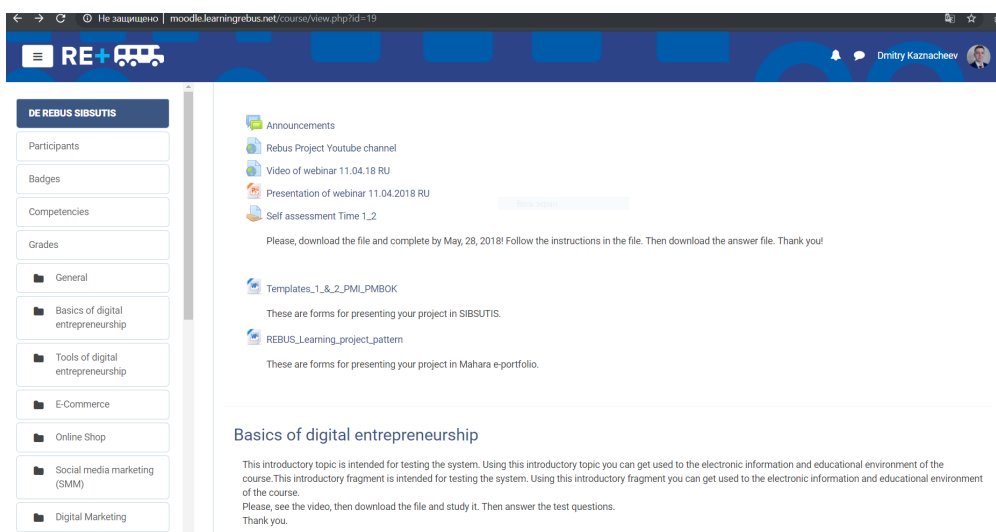 Не защищено | moodle.learningrebus.net/course/view.php?id=19
RE+
Dmitry Kaznacheev
DE REBUS SIBSUTIS
Participants
Badges
Competencies
Grades
General
Basics of digital
entrepreneurship
Tools of digital
entrepreneurship
E-Commerce
Online Shop
Social media marketing
(SMM)
Digital Marketing
Announcements
Rebus Project Youtube channel
Video of webinar 11.04.18 RU
Presentation of webinar 11.04.2018 RU
Self assessment Time 1_2
Please, download the file and complete by May, 28, 2018! Follow the instructions in the file. Then download the answer file. Thank you!
Templates_1_&_2_PMI_PMBOK
These are forms for presenting your project in SIBSUTIS.
REBUS_Learning_project_pattern
These are forms for presenting your project in Mahara e-portfolio.
Basics of digital entrepreneurship
This introductory topic is intended for testing the system. Using this introductory topic you can get used to the electronic information and educational environment of the
course.This introductory fragment is intended for testing the system. Using this introductory fragment you can get used to the electronic information and educational environment
of the course.
Please, see the video, then download the file and study it. Then answer the test questions.
Thank you.